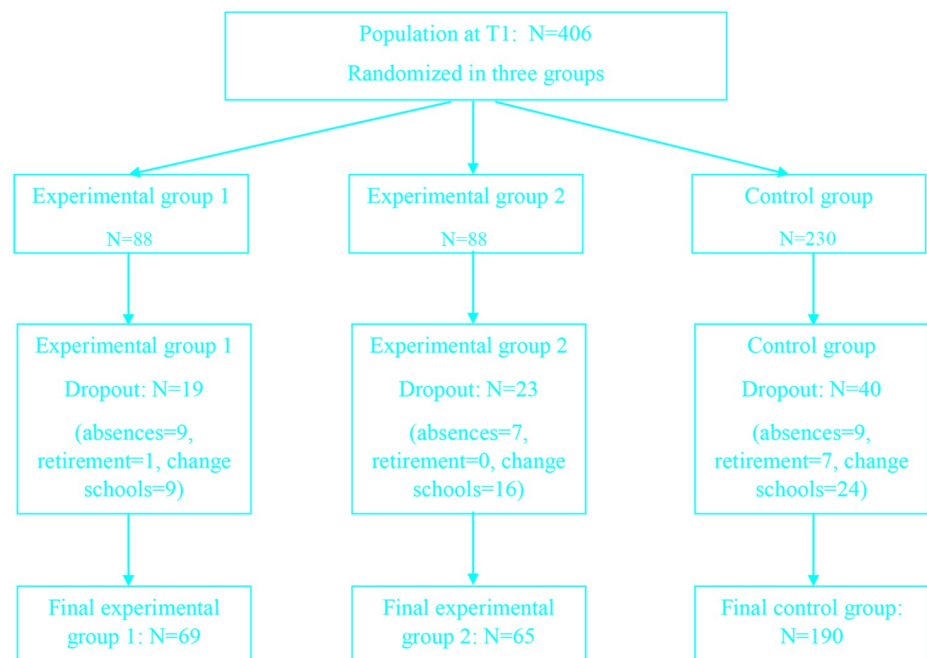 Population at T1:  N=406
Randomized in three groups
Experimental group 1
N=88
Experimental group 2
N=88
Control group
N=230
Experimental group 1
Dropout: N=19
(absences=9,
retirement=1, change
schools=9)
Experimental group 2
Dropout: N=23
(absences=7,
retirement=0, change
schools=16)
Control group
Dropout: N=40
(absences=9,
retirement=7, change
schools=24)
Final experimental
group 1: N=69
Final experimental
group 2: N=65
Final control group:
N=190